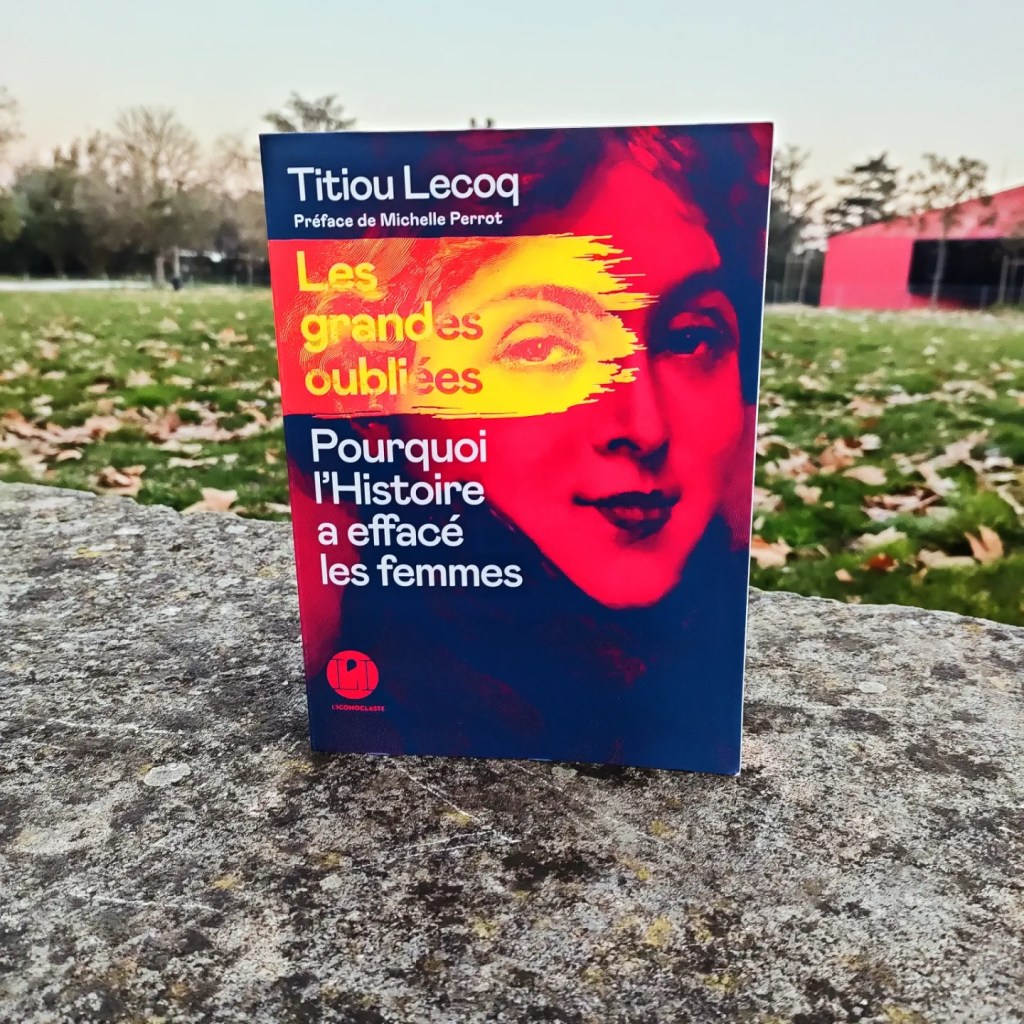 Titiou Lecoq
Préface de Michelle Perrot
Les
grandes
oubliées
Pourquoi
l'Histoire
a effacé
les femmes
L'ICONOCLASTE